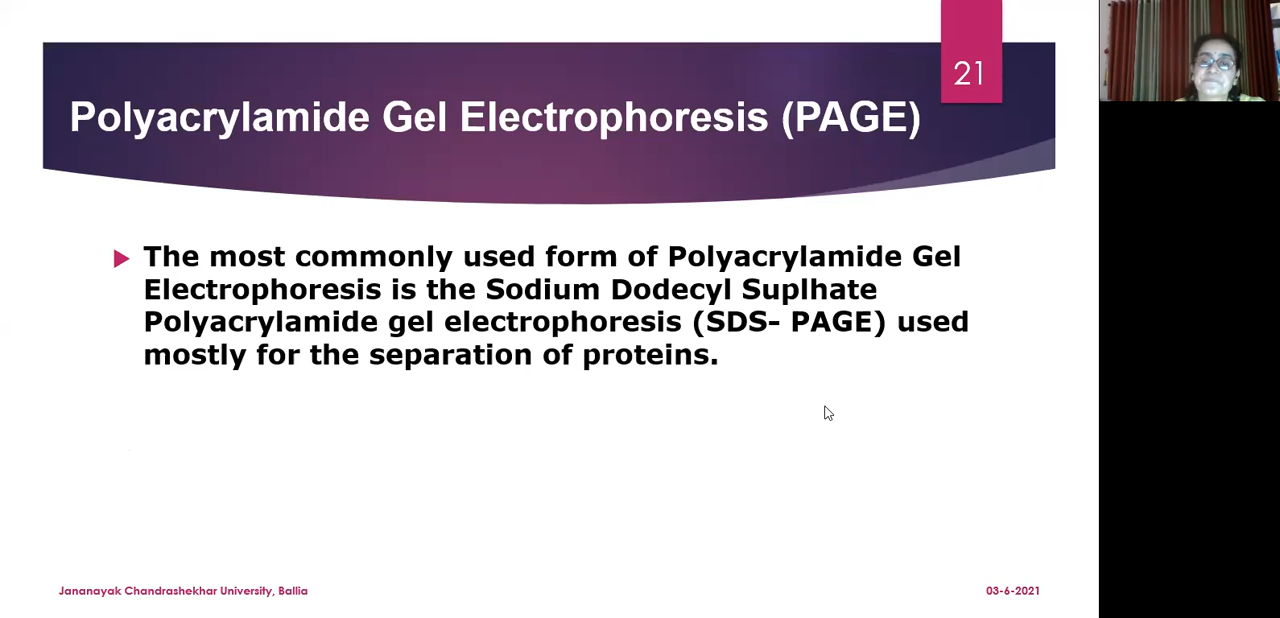 21
Polyacrylamide Gel Electrophoresis (PAGE)
The most commonly used form of Polyacrylamide Gel
Electrophoresis is the Sodium Dodecyl Suplhate
Polyacrylamide gel electrophoresis (SDS- PAGE) used
mostly for the separation of proteins.
Jananayak Chandrashekhar University, Ballia
03-6-2021